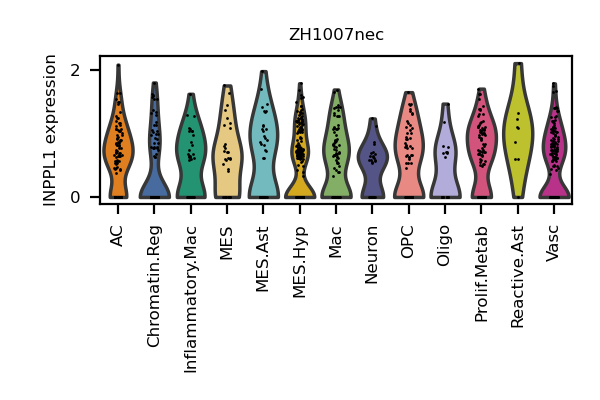 ZH1007nec
INPPL1 expression
2
0
AC
Chromatin.Reg
Inflammatory.Mac
MES
MES.Ast
MES.Hyp
Mac
Neuron
OPC
Oligo
Prolif.Metab
Reactive.Ast
Vasc